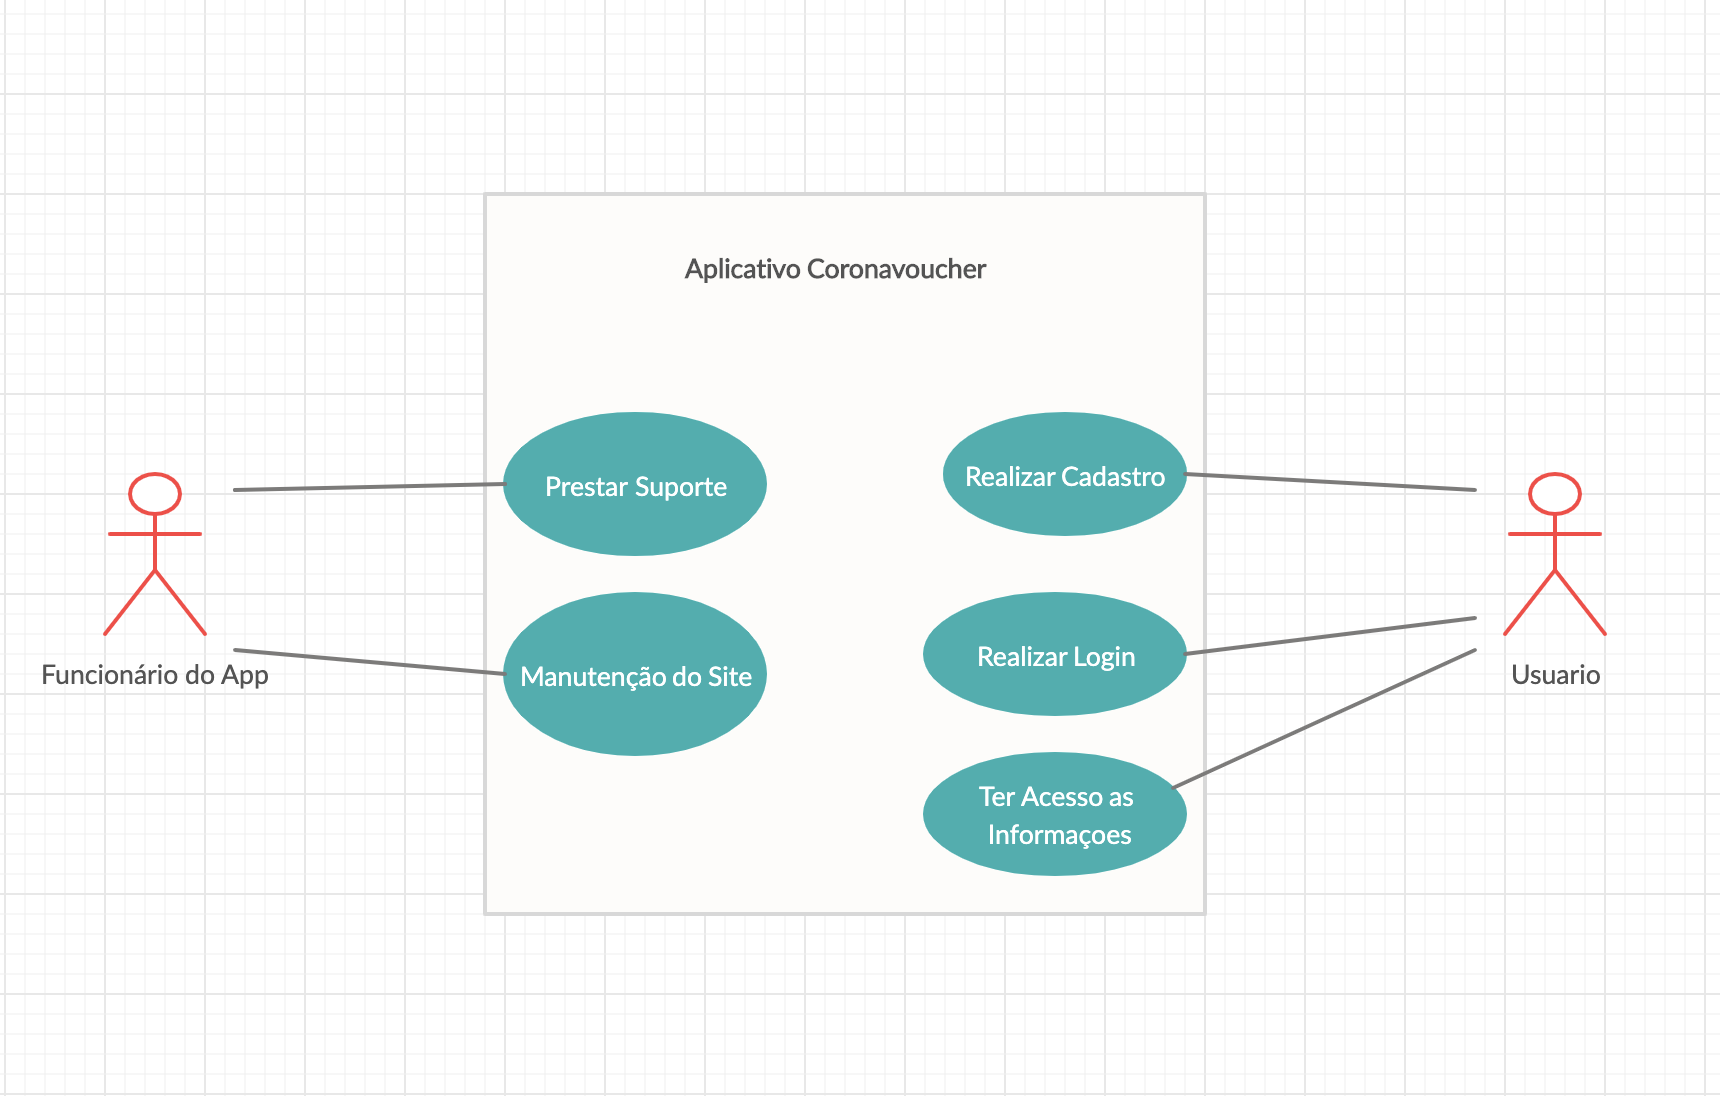 Aplicativo Coronavoucher
Prestar Suporte
Realizar Cadastro
Funcionário do App
Manutenção do Site
Realizar Login
Usuario
Ter Acesso as
Informaçoes